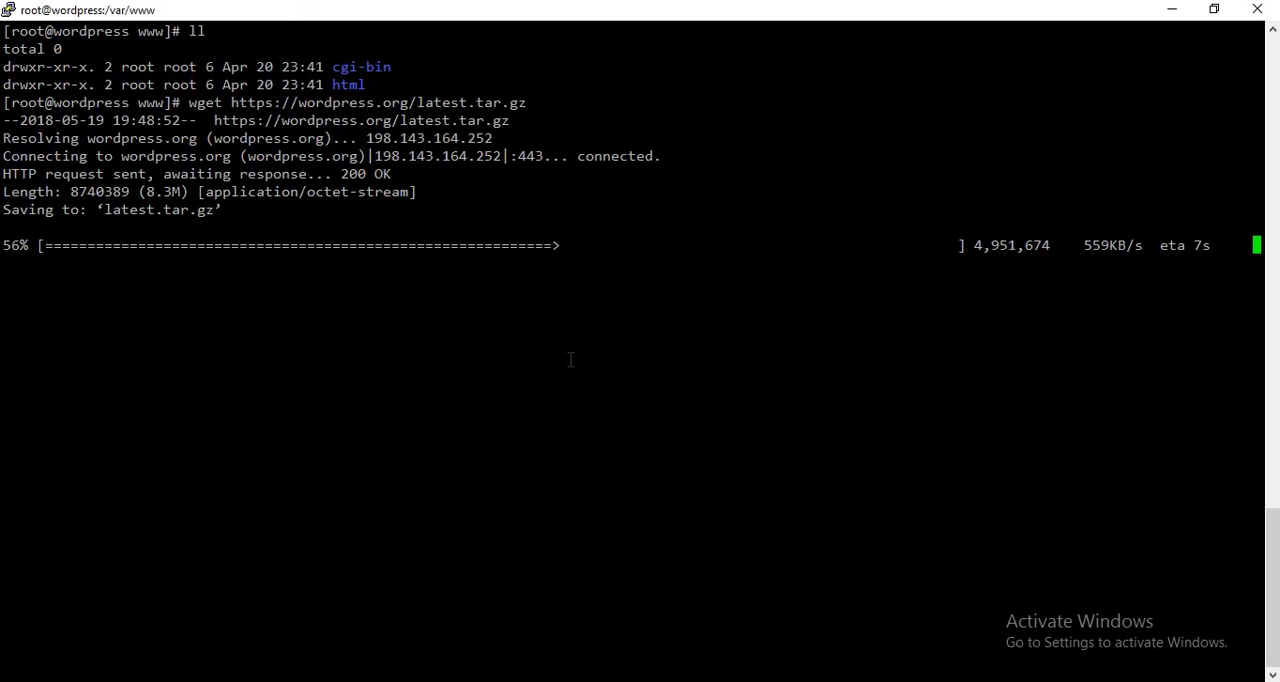 root@wordpress:/var/www
[root@wordpress www]# ll
total 0
drwxr-xr-x. 2 root root 6 Apr 20 23:41 cgi-bin
drwxr-xr-x. 2 root root 6 Apr 20 23:41 html
[root@wordpress www]# wget https://wordpress.org/latest.tar.gz
--2018-05-19 19:48:52--  https://wordpress.org/latest.tar.gz
Resolving wordpress.org (wordpress.org)... 198.143.164.252
Connecting to wordpress.org (wordpress.org)|198.143.164.252|:443... connected.
HTTP request sent, awaiting response... 200 OK
Length: 8740389 (8.3M) [application/octet-stream]
Saving to: ‘latest.tar.gz’
56% [============================================================>                                               ] 4,951,674    559KB/s  eta 7s
Activate Windows
Go to Settings to activate Windows.